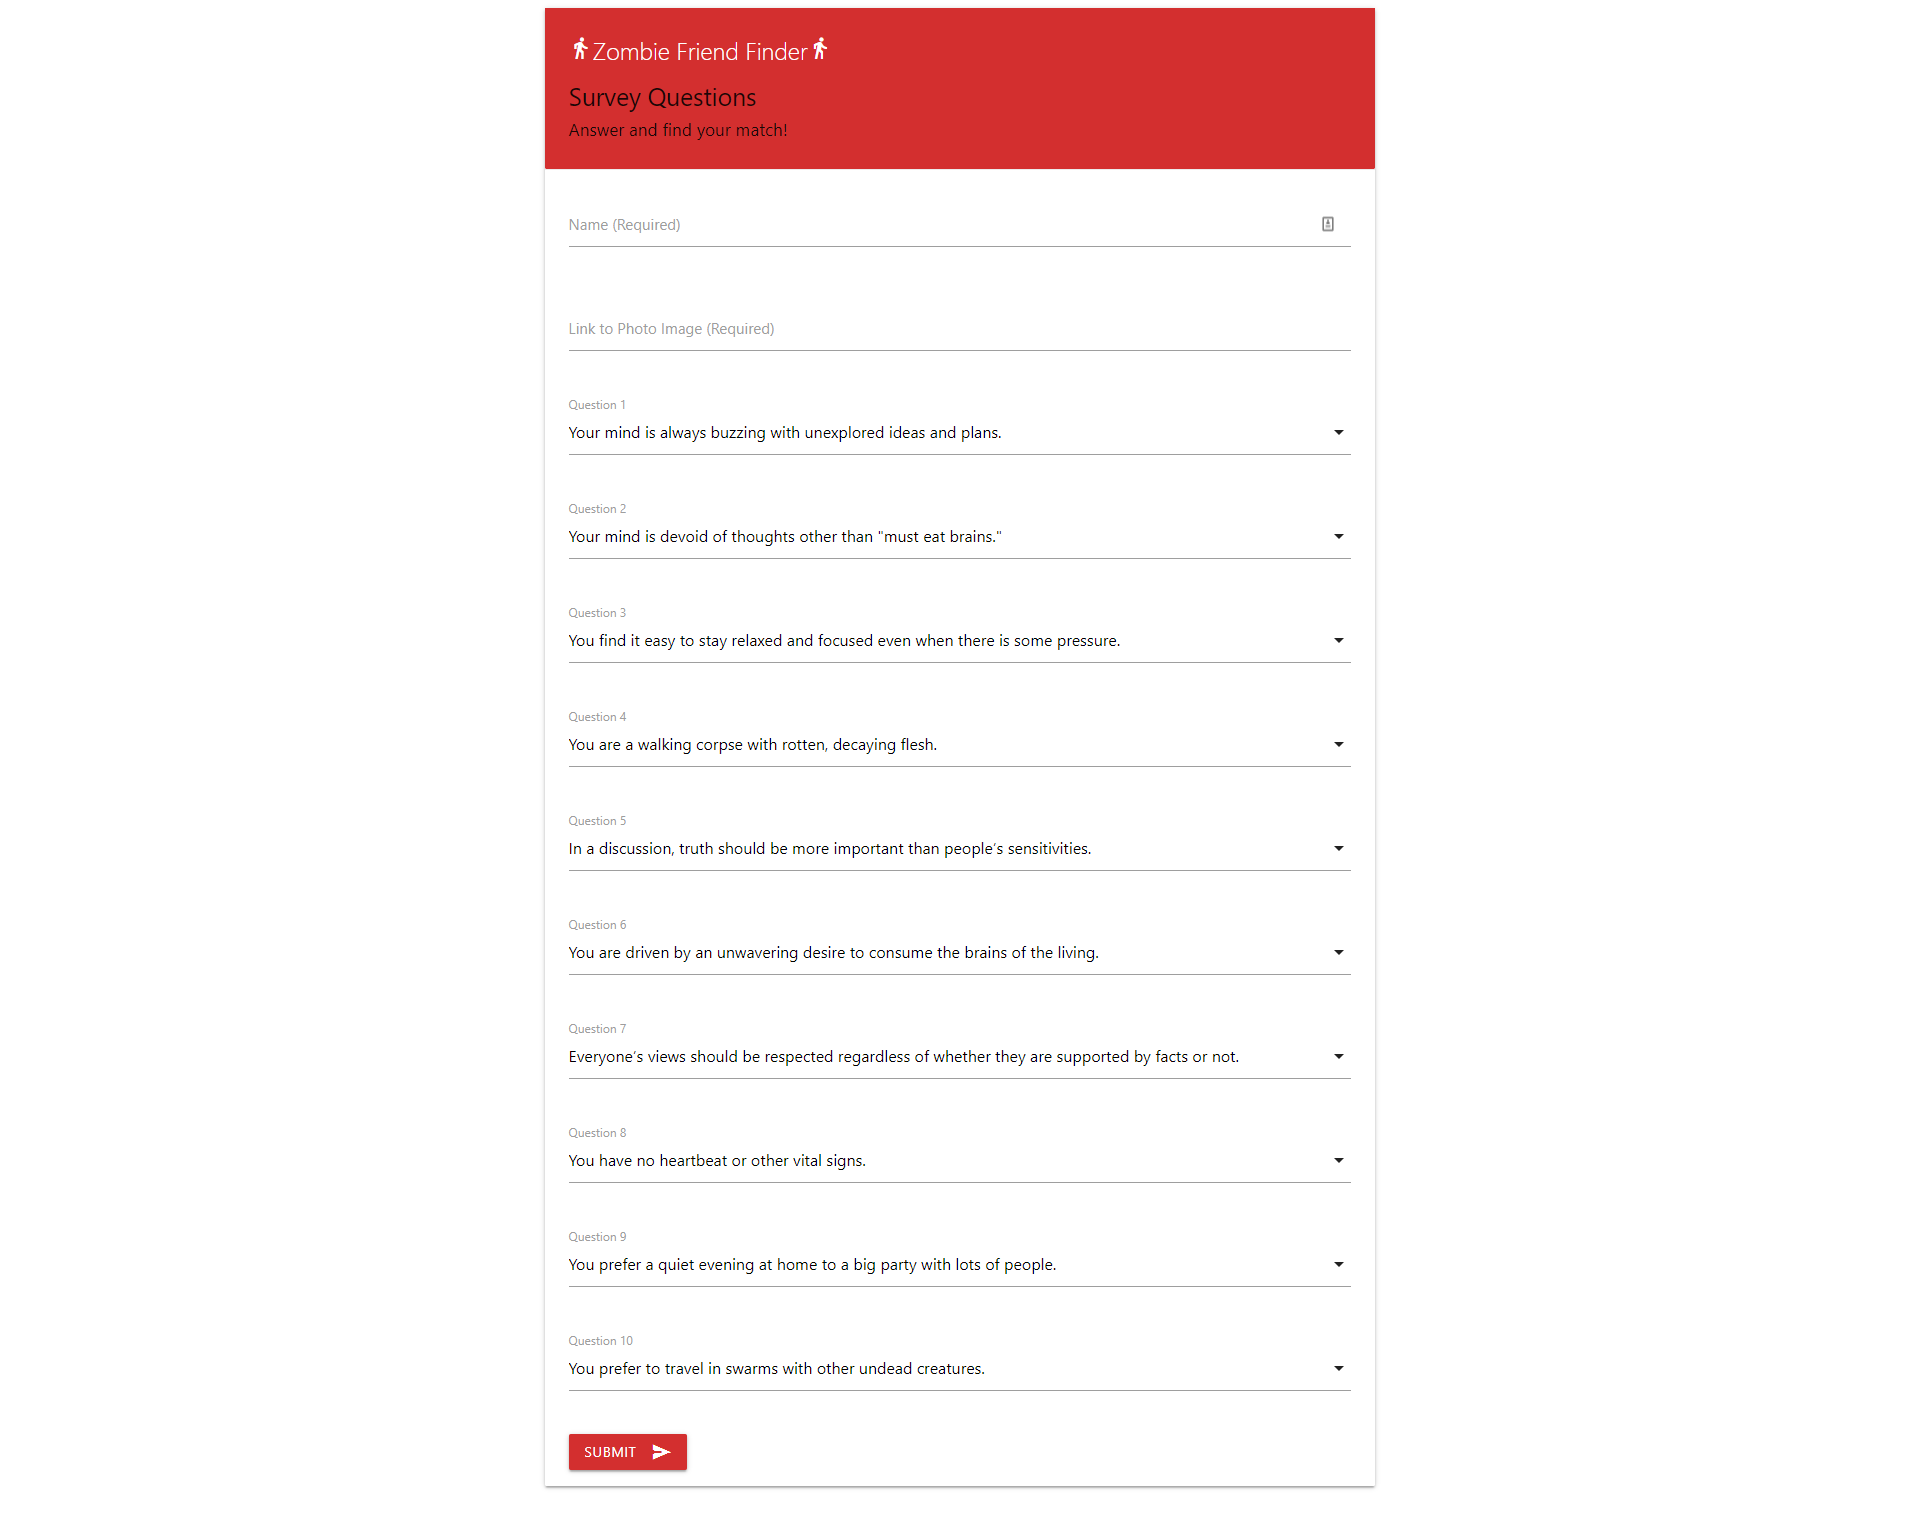 Zombie Friend Finder
Survey Questions
Answer and find your match!
Name (Required)
Link to Photo Image (Required)
Question 1
Your mind is always buzzing with unexplored ideas and plans.
Question 2
Your mind is devoid of thoughts other than "must eat brains."
Question 3
You find it easy to stay relaxed and focused even when there is some pressure.
Question 4
You are a walking corpse with rotten, decaying flesh.
Question 5
In a discussion, truth should be more important than people's sensitivities.
Question 6
You are driven by an unwavering desire to consume the brains of the living.
Question 7
Everyone's views should be respected regardless of whether they are supported by facts or not.
Question 8
You have no heartbeat or other vital signs.
Question 9
You prefer a quiet evening at home to a big party with lots of people.
Question 10
You prefer to travel in swarms with other undead creatures.
SUBMIT